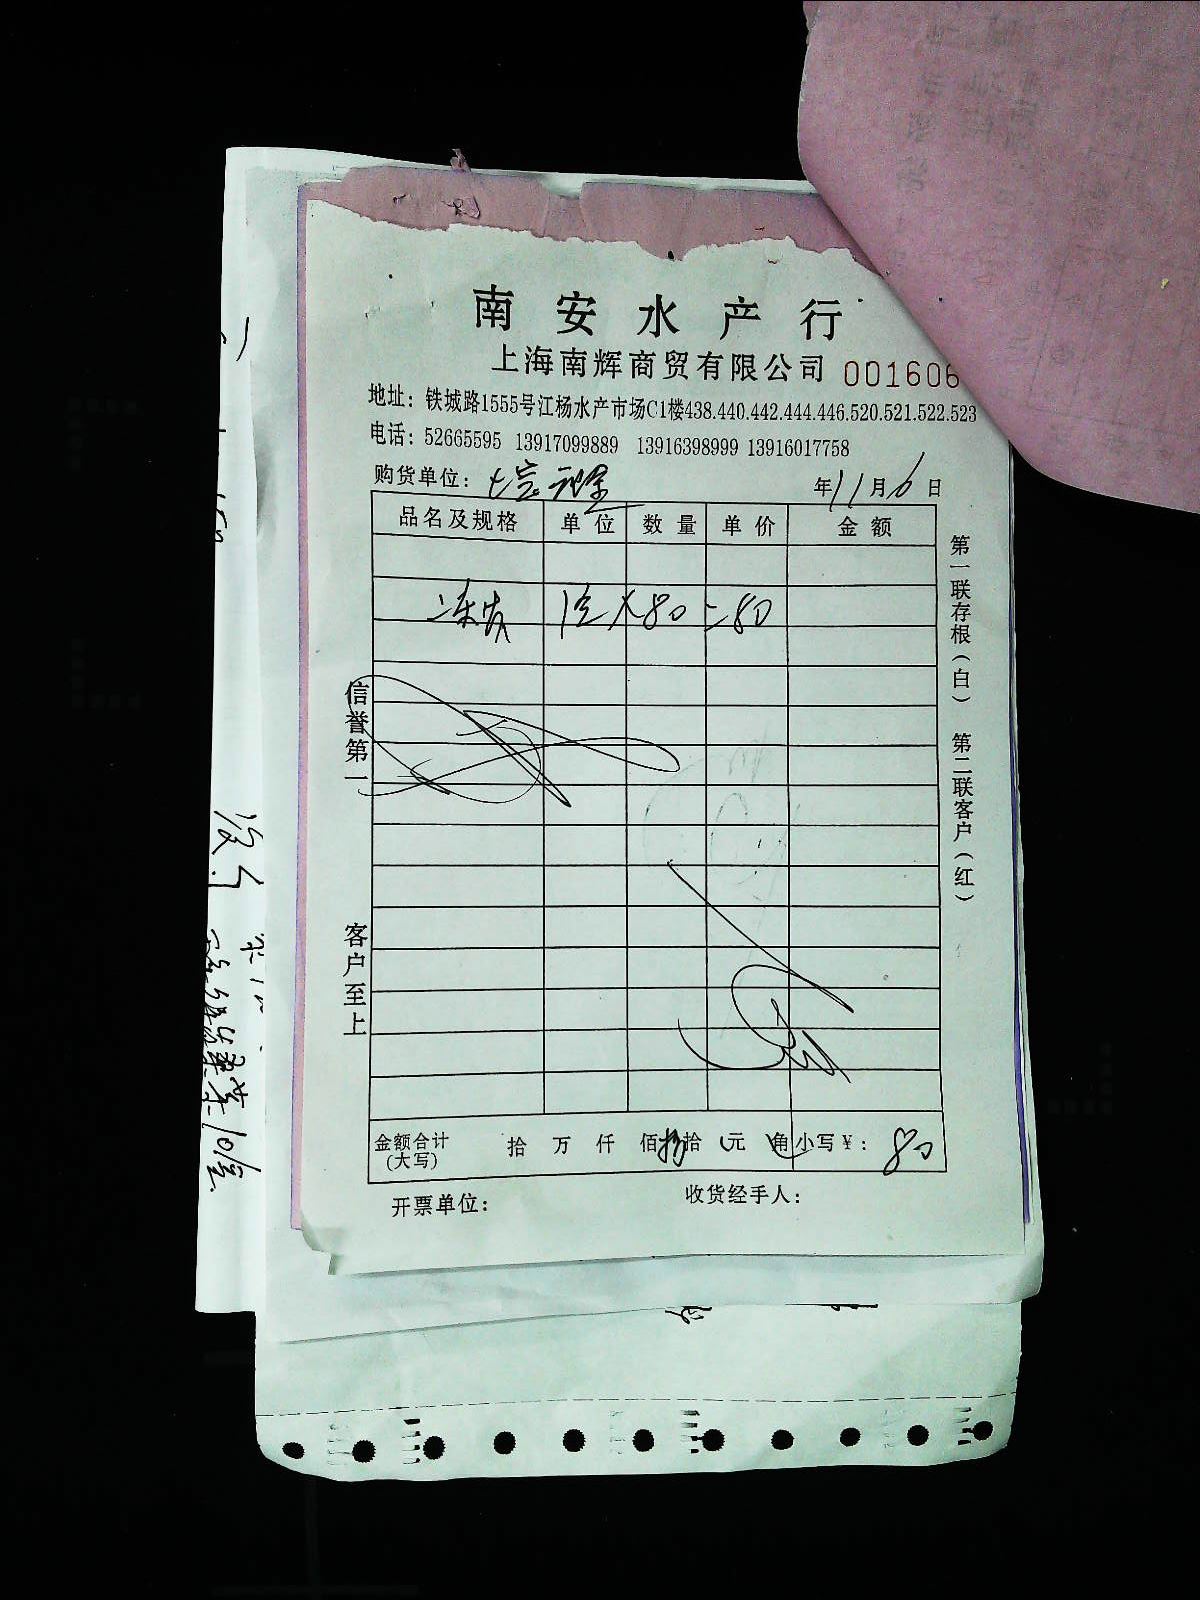 南安水产行
上海南辉商贸有限公司 001606
地址：铁城路1555号江杨水产市场C1楼438.440.442.444.446.520.521.522.523
电话：52665595 13917099889 13916398999 13916017758
购货单位： 年11月6日
品名及规格 单位 数量 单价 金额
×80=80
信誉第一
客户至上
第一联存根（白） 第二联客户（红）
金额合计（大写） 拾 万 仟 佰 捌拾 元 角 小写¥：80
开票单位： 收货经手人：